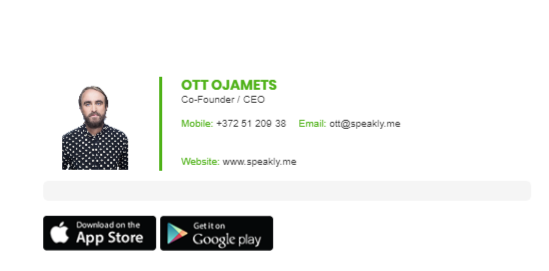 OTT OJAMETS
Co-Founder / CEO
Mobile: +372 51 209 38 Email: ott@speakly.me
Website: www.speakly.me
Download on the
App Store
Get it on
Google play